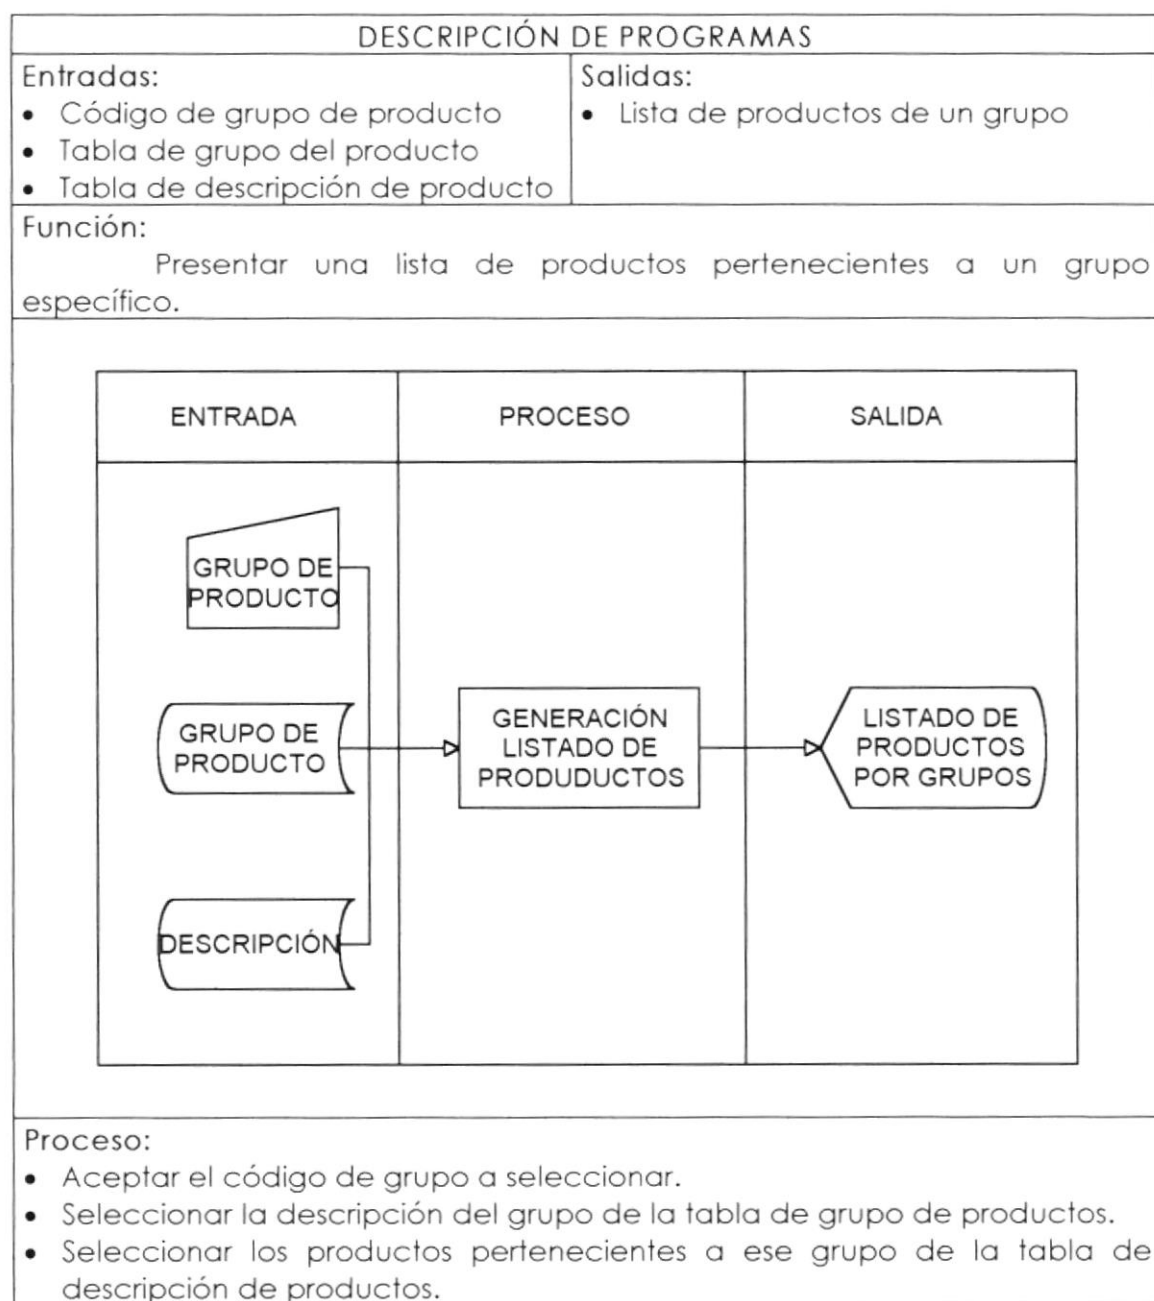 DESCRIPCIÓN DE PROGRAMAS
Entradas:
• Código de grupo de producto
• Tabla de grupo del producto
• Tabla de descripción de producto
Salidas:
• Lista de productos de un grupo
Función:
Presentar una lista de productos pertenecientes a un grupo
específico.
ENTRADA
PROCESO
SALIDA
GRUPO DE
PRODUCTO
GRUPO DE
PRODUCTO
DESCRIPCIÓN
GENERACIÓN
LISTADO DE
PRODUDUCTOS
LISTADO DE
PRODUCTOS
POR GRUPOS
Proceso:
• Aceptar el código de grupo a seleccionar.
• Seleccionar la descripción del grupo de la tabla de grupo de productos.
• Seleccionar los productos pertenecientes a ese grupo de la tabla de
descripción de productos.